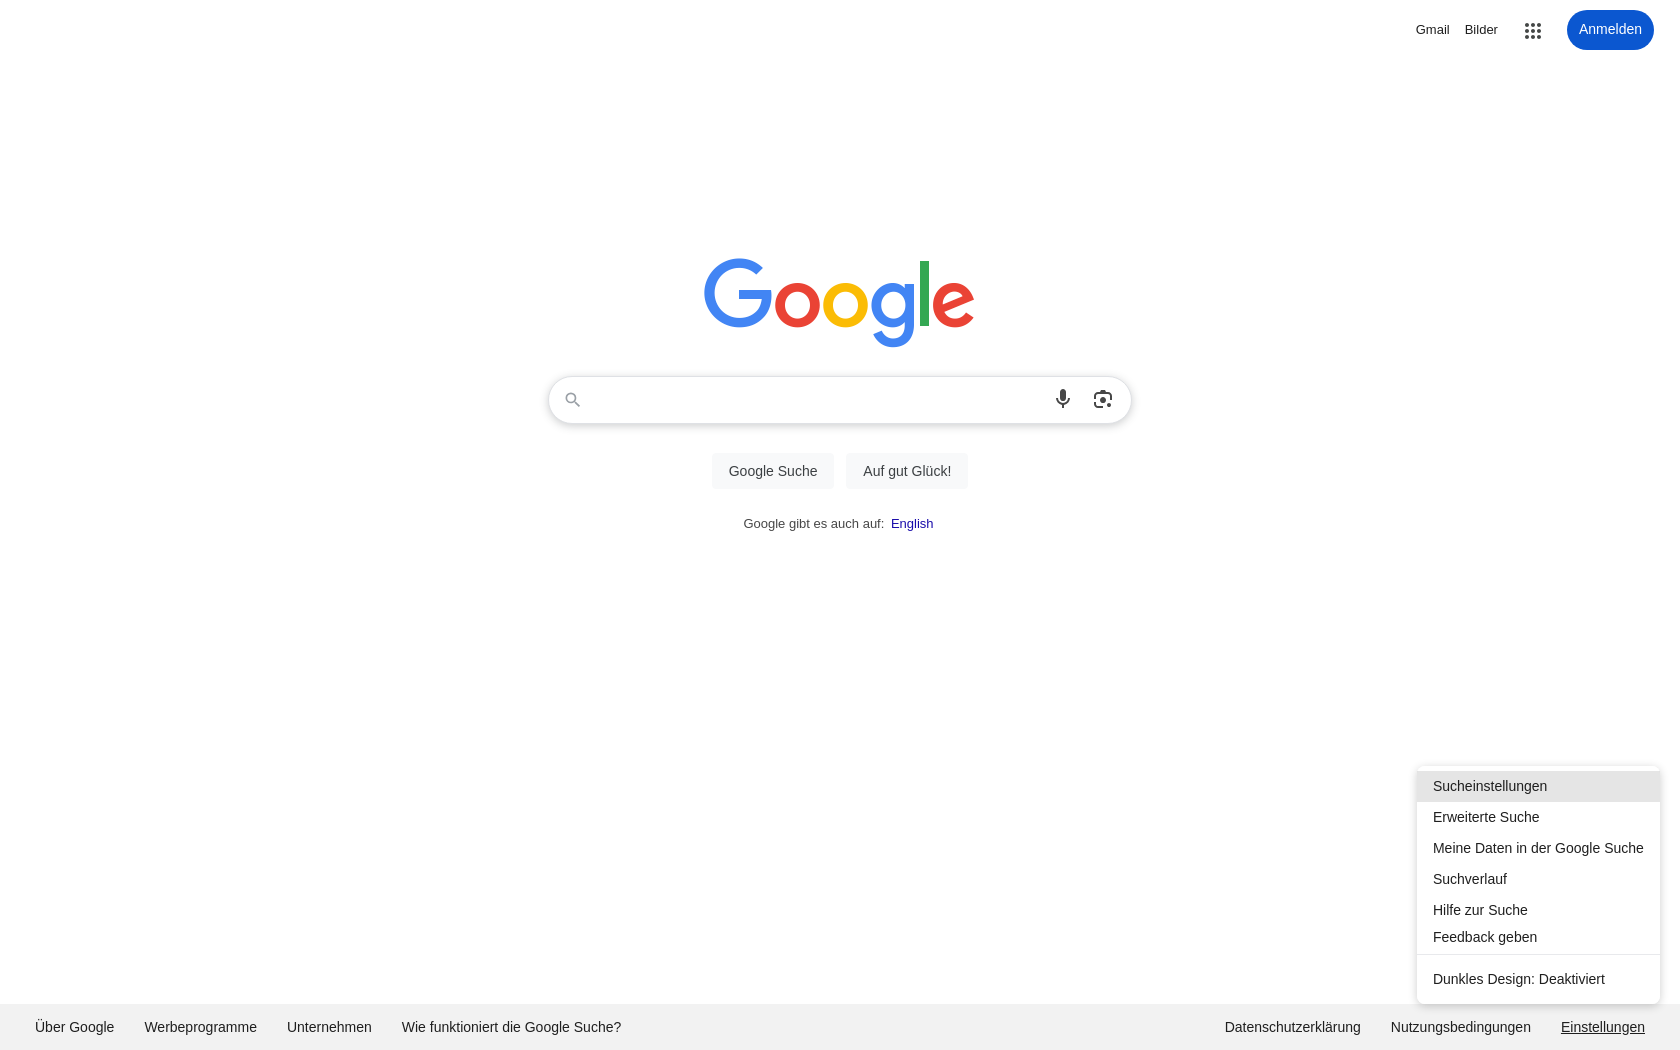 Gmail Bilder Anmelden
Google
Google Suche Auf gut Glück!
Google gibt es auch auf: English
Sucheinstellungen
Erweiterte Suche
Meine Daten in der Google Suche
Suchverlauf
Hilfe zur Suche
Feedback geben
Dunkles Design: Deaktiviert
Über Google Werbeprogramme Unternehmen Wie funktioniert die Google Suche? Datenschutzerklärung Nutzungsbedingungen Einstellungen